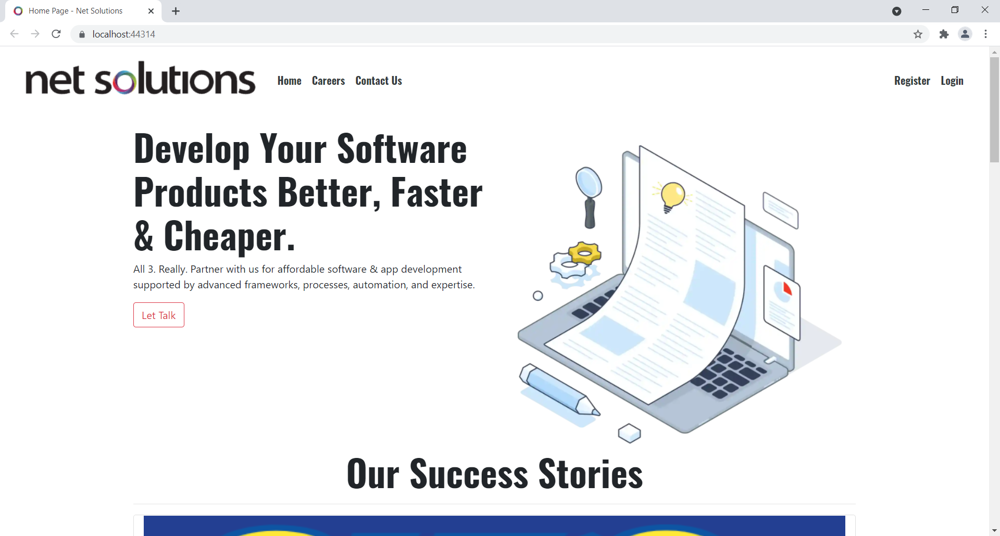 Home Page - Net Solutions
localhost:44314
net solutions
Home Careers Contact Us
Register Login
Develop Your Software
Products Better, Faster
& Cheaper.
All 3. Really. Partner with us for affordable software & app development
supported by advanced frameworks, processes, automation, and expertise.
Let Talk
Our Success Stories